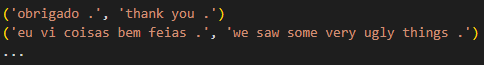 ('obrigado .', 'thank you .')
('eu vi coisas bem feias .', 'we saw some very ugly things .')
...